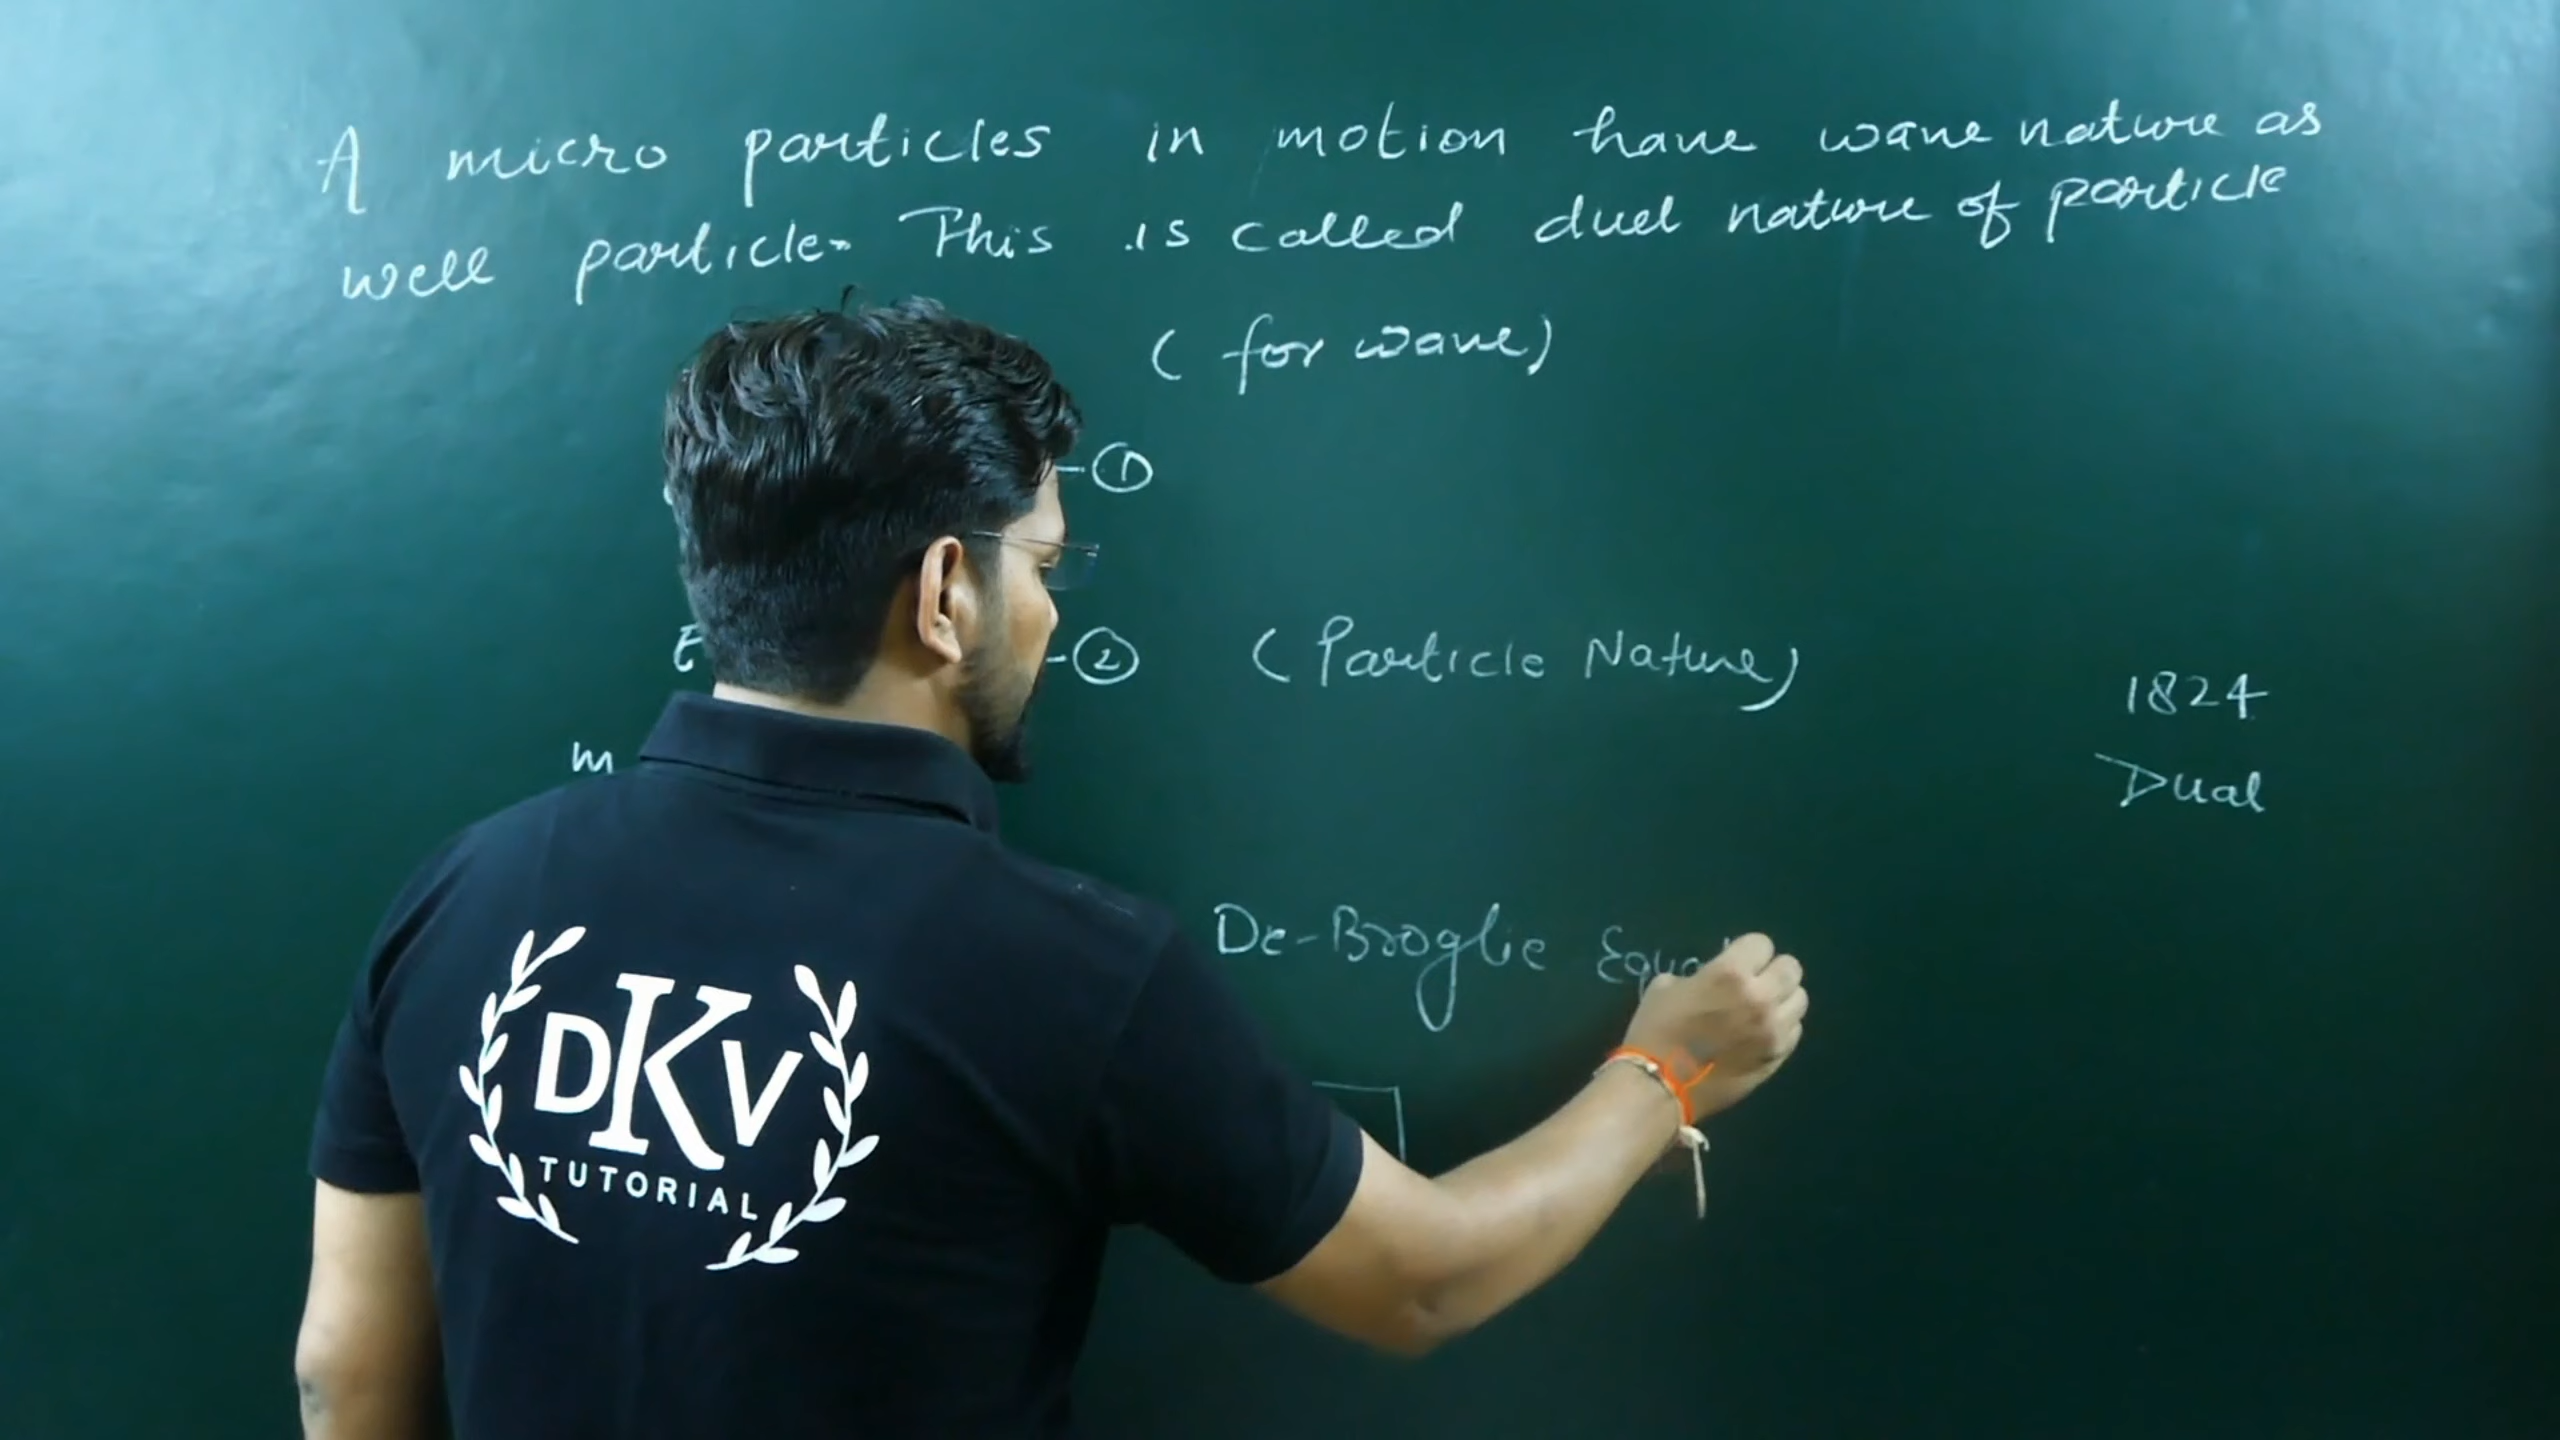 A micro particles in motion have wave nature as
well particle. This is called duel nature of particle
( for wave )
- ①
E - ② ( Particle Nature )
1824
m
Dual
De-Broglie Equa
DKV
TUTORIAL